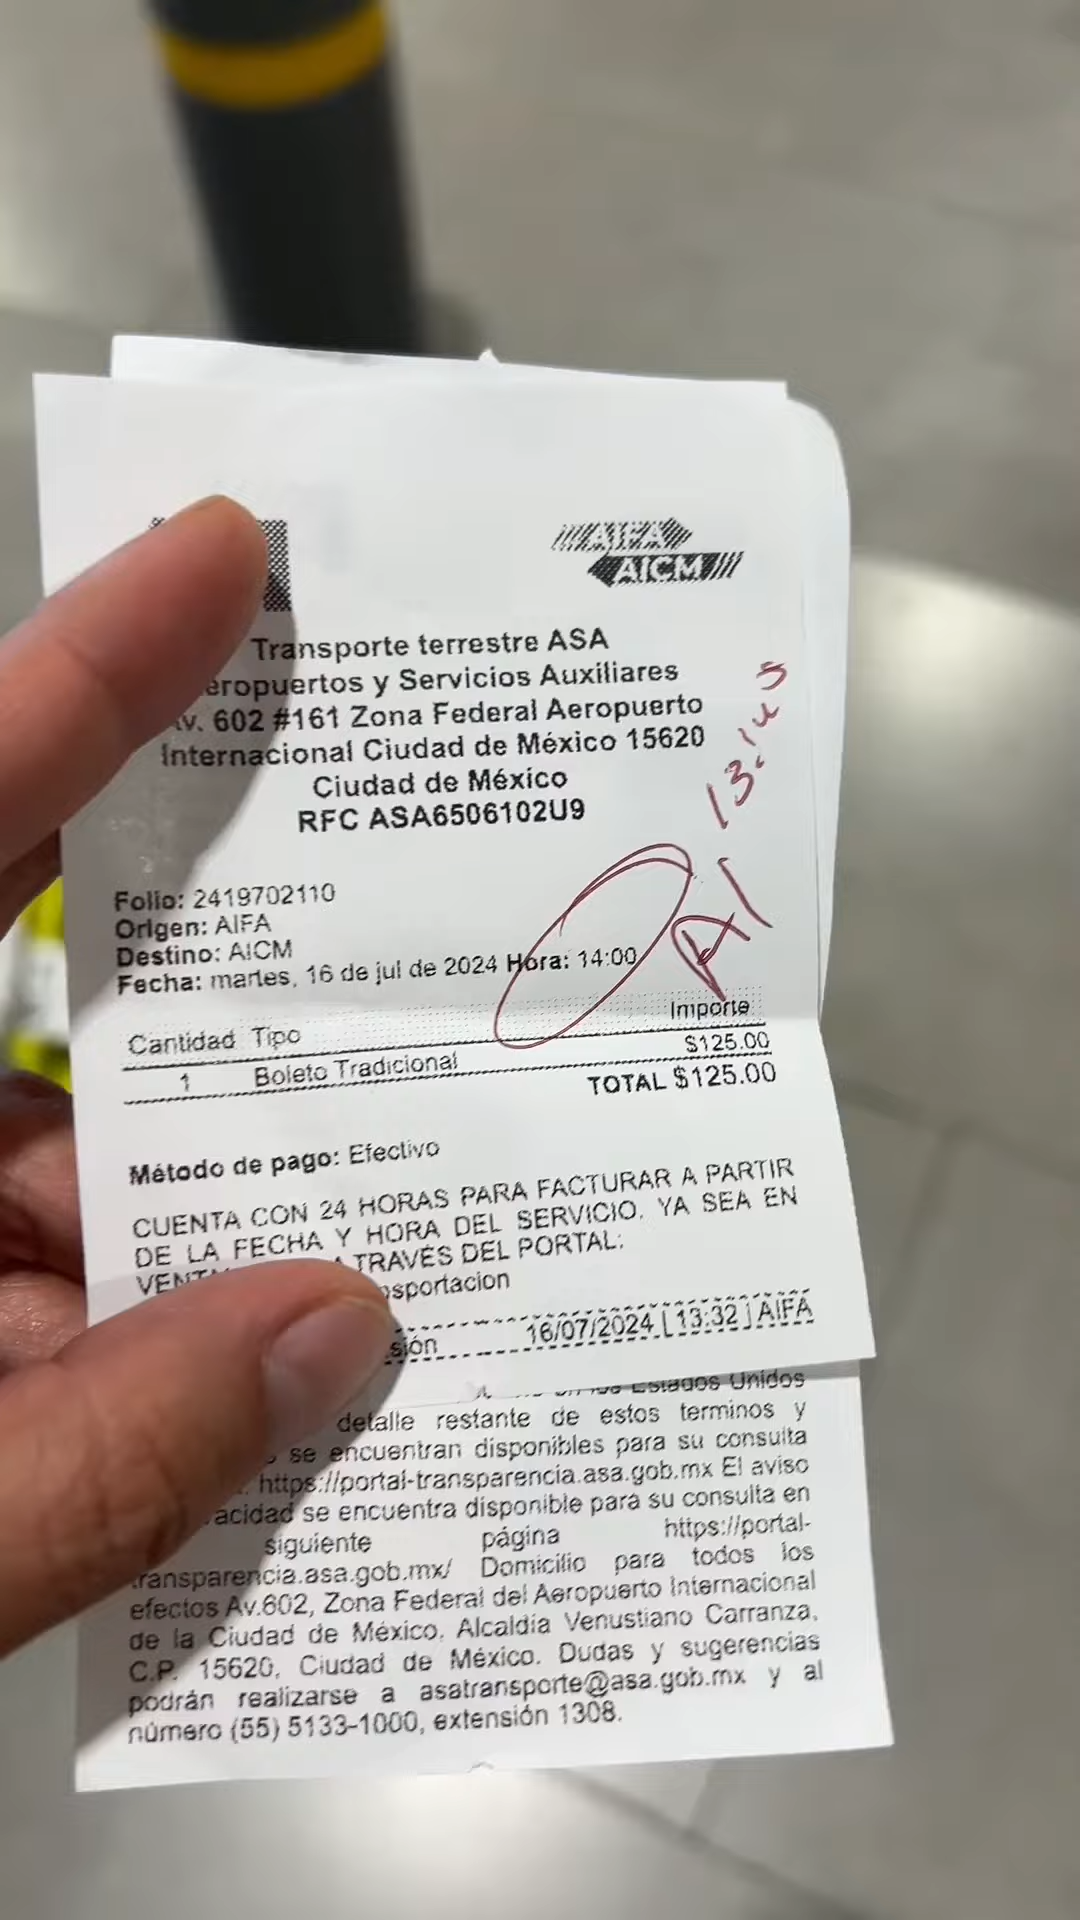 AIFA
AICM
Transporte terrestre ASA
eropuertos y Servicios Auxiliares
v. 602 #161 Zona Federal Aeropuerto
Internacional Ciudad de México 15620
Ciudad de México
RFC ASA6506102U9
13:45
A1
Folio: 2419702110
Origen: AIFA
Destino: AICM
Fecha: martes, 16 de jul de 2024 Hora: 14:00
Cantidad Tipo Importe
1 Boleto Tradicional $125.00
TOTAL $125.00
Método de pago: Efectivo
CUENTA CON 24 HORAS PARA FACTURAR A PARTIR
DE LA FECHA Y HORA DEL SERVICIO. YA SEA EN
VENT TRAVÉS DEL PORTAL:
nsportacion
sión 16/07/2024 [ 13:32 ] AIFA
Estados Unidos
detalle restante de estos terminos y
se encuentran disponibles para su consulta
https://portal-transparencia.asa.gob.mx El aviso
acidad se encuentra disponible para su consulta en
siguiente página https://portal-
transparencia.asa.gob.mx/ Domicilio para todos los
efectos Av.602, Zona Federal del Aeropuerto Internacional
de la Ciudad de México, Alcaldía Venustiano Carranza,
C.P. 15620, Ciudad de México. Dudas y sugerencias
podrán realizarse a asatransporte@asa.gob.mx y al
número (55) 5133-1000, extensión 1308.